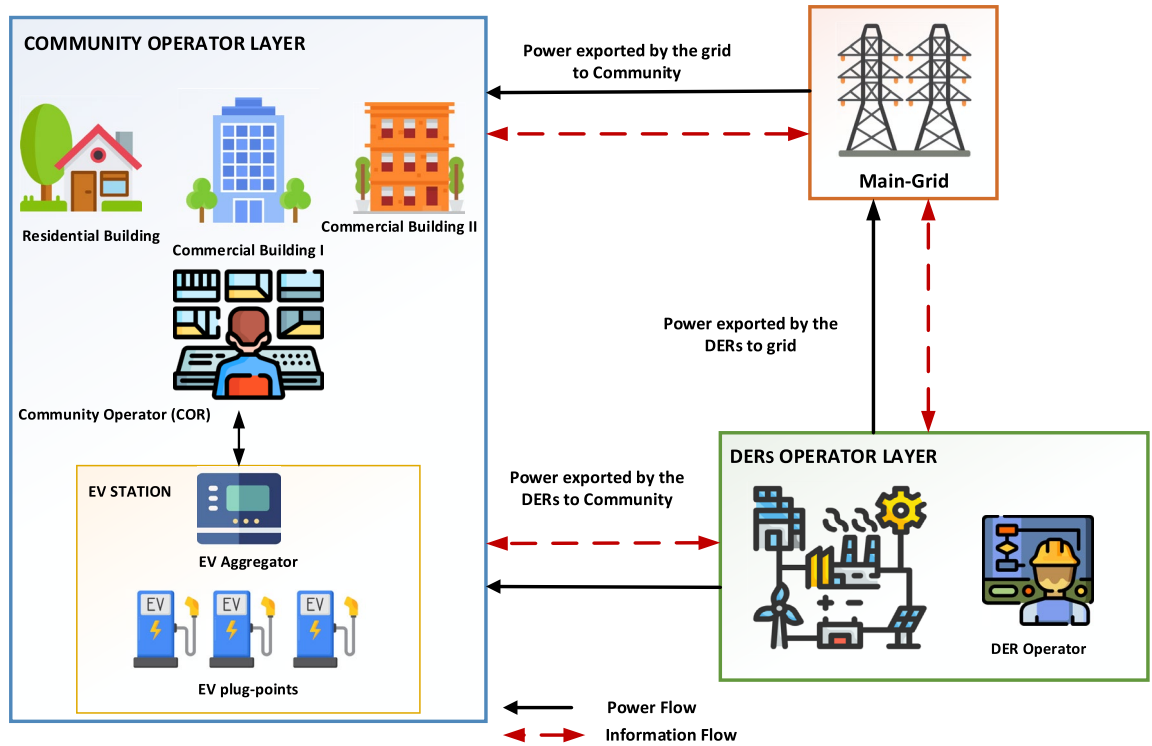 COMMUNITY OPERATOR LAYER
Residential Building
Commercial Building I
Commercial Building II
Community Operator (COR)
EV STATION
EV Aggregator
EV
EV
EV
EV plug-points
Power exported by the grid
to Community
Main-Grid
Power exported by the
DERs to grid
Power exported by the
DERs to Community
DERs OPERATOR LAYER
DER Operator
Power Flow
Information Flow